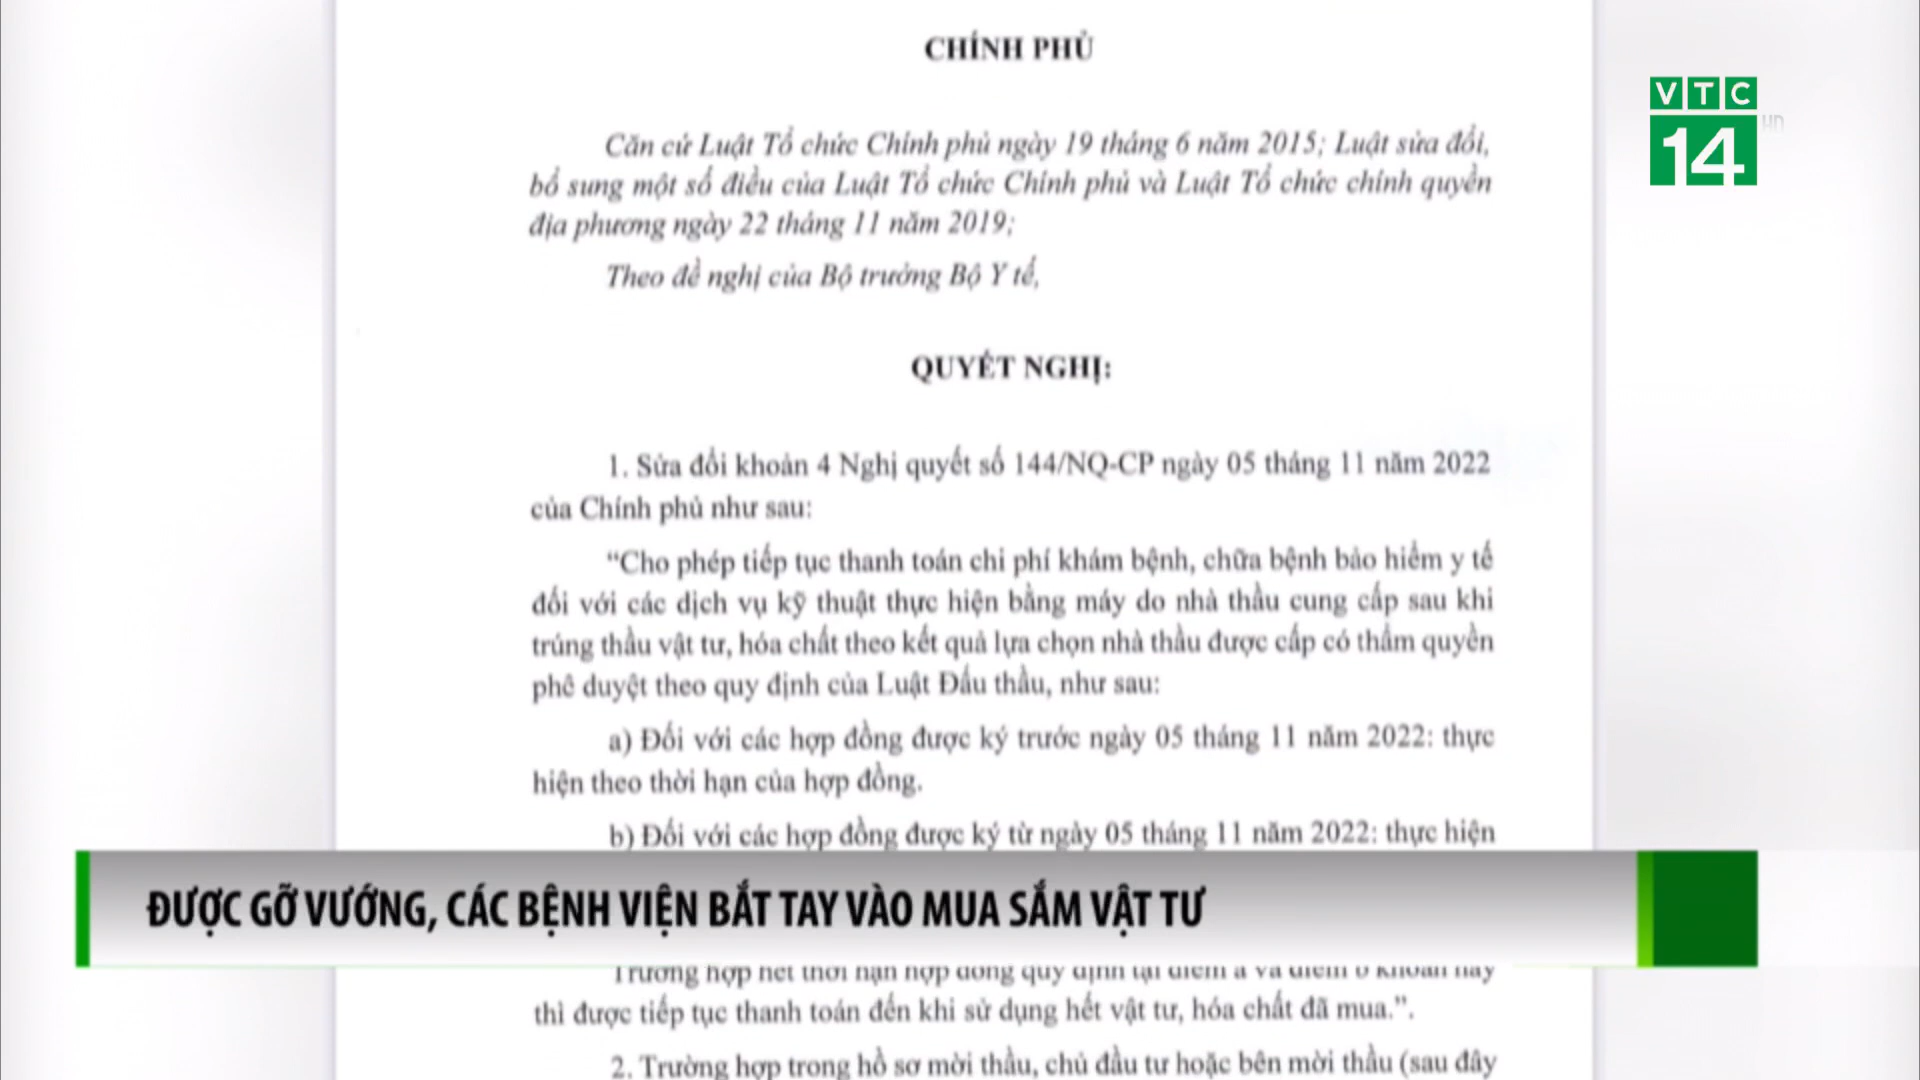 CHÍNH PHỦ
VTC
14
HD
Căn cứ Luật Tổ chức Chính phủ ngày 19 tháng 6 năm 2015; Luật sửa đổi,
bổ sung một số điều của Luật Tổ chức Chính phủ và Luật Tổ chức chính quyền
địa phương ngày 22 tháng 11 năm 2019;
Theo đề nghị của Bộ trưởng Bộ Y tế,
QUYẾT NGHỊ:
1. Sửa đổi khoản 4 Nghị quyết số 144/NQ-CP ngày 05 tháng 11 năm 2022
của Chính phủ như sau:
“Cho phép tiếp tục thanh toán chi phí khám bệnh, chữa bệnh bảo hiểm y tế
đối với các dịch vụ kỹ thuật thực hiện bằng máy do nhà thầu cung cấp sau khi
trúng thầu vật tư, hóa chất theo kết quả lựa chọn nhà thầu được cấp có thẩm quyền
phê duyệt theo quy định của Luật Đấu thầu, như sau:
a) Đối với các hợp đồng được ký trước ngày 05 tháng 11 năm 2022: thực
hiện theo thời hạn của hợp đồng.
b) Đối với các hợp đồng được ký từ ngày 05 tháng 11 năm 2022: thực hiện
ĐƯỢC GỠ VƯỚNG, CÁC BỆNH VIỆN BẮT TAY VÀO MUA SẮM VẬT TƯ
Trường hợp hết thời hạn hợp đồng quy định tại điểm a và điểm b khoản này
thì được tiếp tục thanh toán đến khi sử dụng hết vật tư, hóa chất đã mua.”.
2. Trường hợp trong hồ sơ mời thầu, chủ đầu tư hoặc bên mời thầu (sau đây